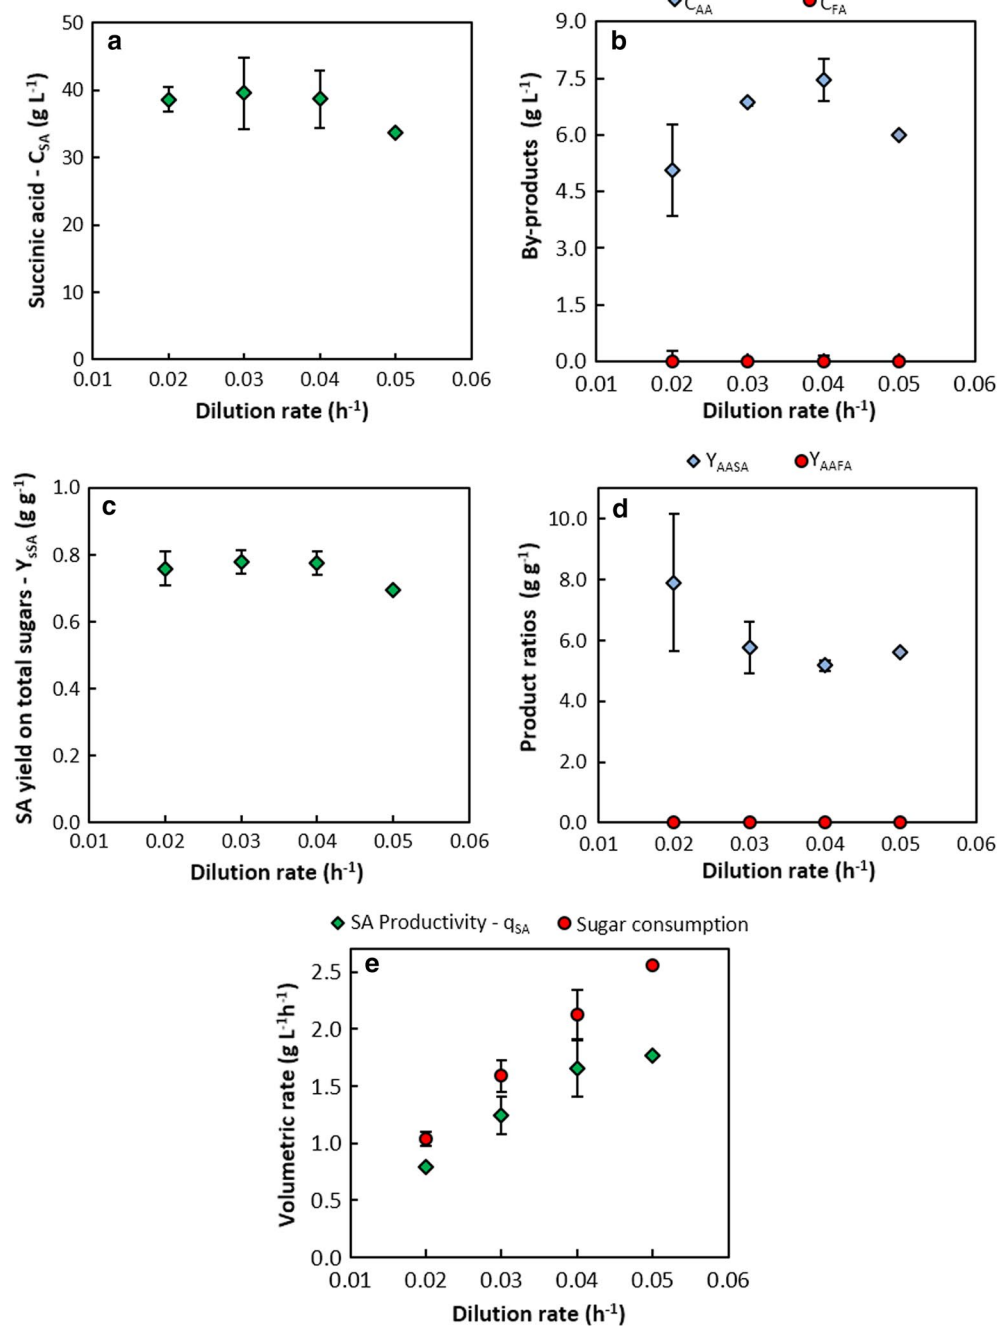 C_AA C_FA
a
50
40
30
20
10
0
0.01 0.02 0.03 0.04 0.05 0.06
Succinic acid - C_SA (g L⁻¹)
Dilution rate (h⁻¹)
b
9.0
7.5
6.0
4.5
3.0
1.5
0.0
0.01 0.02 0.03 0.04 0.05 0.06
By-products (g L⁻¹)
Dilution rate (h⁻¹)
c
1.0
0.8
0.6
0.4
0.2
0.0
0.01 0.02 0.03 0.04 0.05 0.06
SA yield on total sugars - Y_sSA (g g⁻¹)
Dilution rate (h⁻¹)
Y_AASA Y_AAFA
d
10.0
8.0
6.0
4.0
2.0
0.0
0.01 0.02 0.03 0.04 0.05 0.06
Product ratios (g g⁻¹)
Dilution rate (h⁻¹)
SA Productivity - q_SA Sugar consumption
e
2.5
2.0
1.5
1.0
0.5
0.0
0.01 0.02 0.03 0.04 0.05 0.06
Volumetric rate (g L⁻¹h⁻¹)
Dilution rate (h⁻¹)